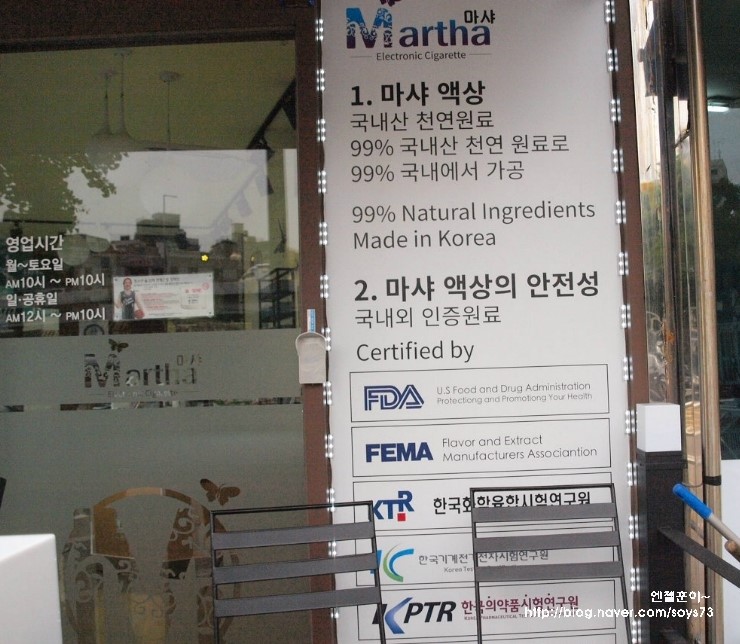 Martha 마샤
Electronic Cigarette
1. 마샤 액상
국내산 천연원료
99% 국내산 천연 원료로
99% 국내에서 가공
99% Natural Ingredients
Made in Korea
2. 마샤 액상의 안전성
국내외 인증원료
Certified by
FDA
U.S Food and Drug Administration
Protectiong and Promotiong Your Health
FEMA
Flavor and Extract
Manufacturers Associantion
KTR 한국화학융합시험연구원
한국기계전기전자시험연구원
Korea
KPTR 한국의약품시험연구원
영업시간
월~토요일
AM10시 ~ PM10시
일·공휴일
AM12시 ~ PM10시
Martha 마샤
Electronic Cigarette
엔젤훈이~
http://blog.naver.com/soys73